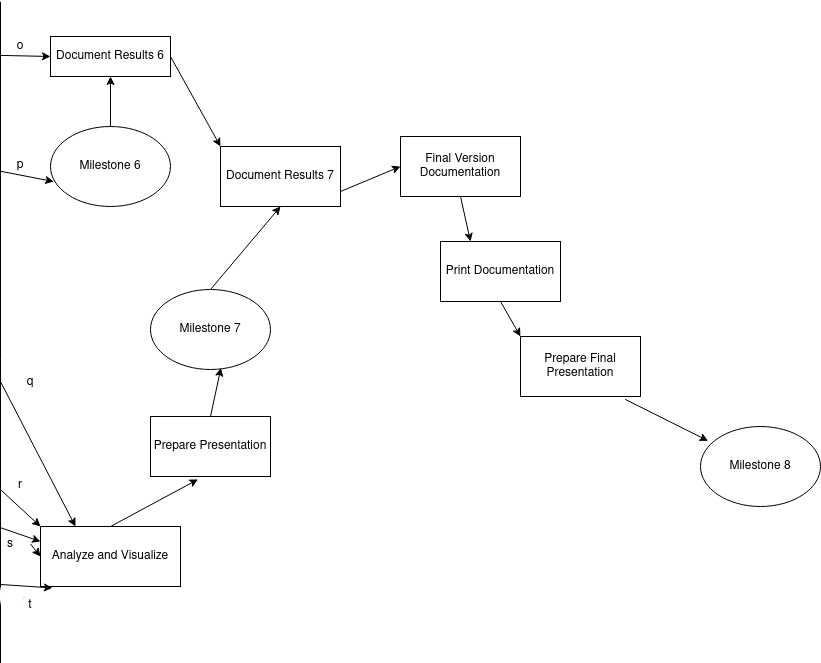 o
Document Results 6
p
Milestone 6
Document Results 7
Final Version
Documentation
Print Documentation
Milestone 7
Prepare Final
Presentation
q
Prepare Presentation
Milestone 8
r
s
Analyze and Visualize
t